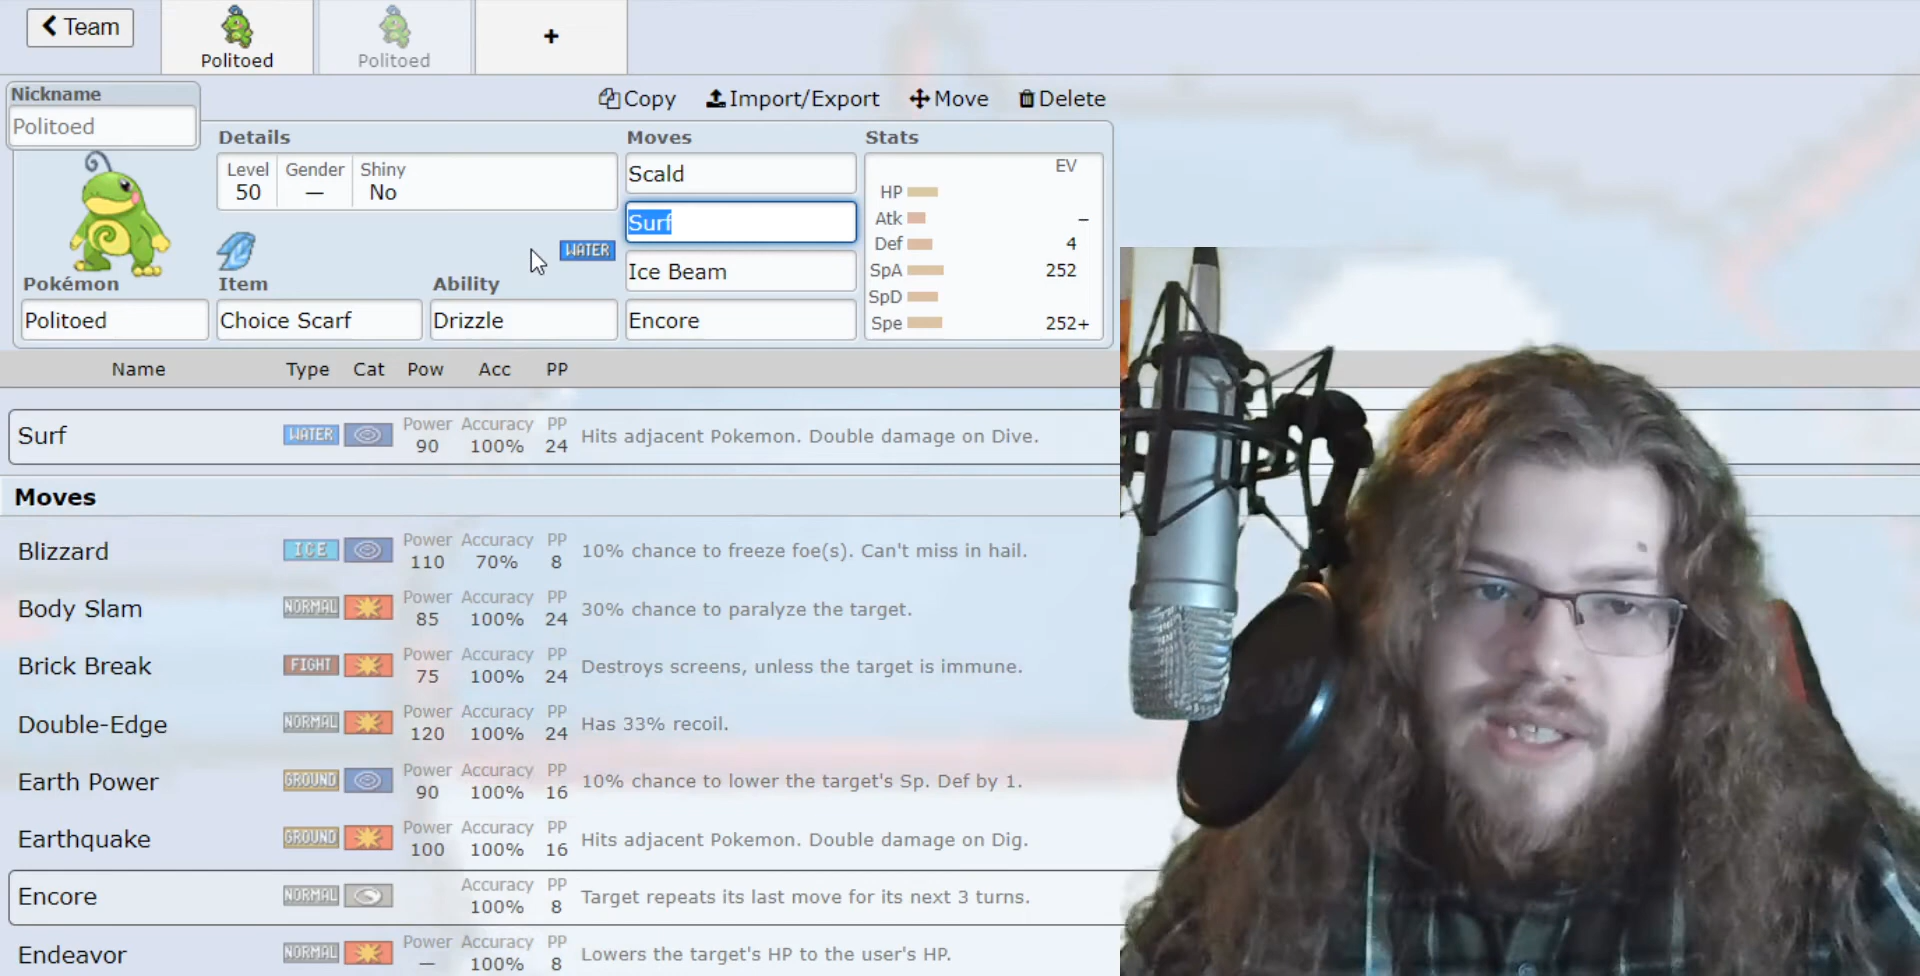 Team
Politoed
Politoed
+
Nickname
Politoed
Copy Import/Export Move Delete
Details
Level 50
Gender —
Shiny No
WATER
Pokémon
Politoed
Item
Choice Scarf
Ability
Drizzle
Moves
Scald
Surf
Ice Beam
Encore
Stats
EV
HP
Atk –
Def 4
SpA 252
SpD
Spe 252+
Name Type Cat Pow Acc PP
Surf WATER Power 90 Accuracy 100% PP 24 Hits adjacent Pokemon. Double damage on Dive.
Moves
Blizzard ICE Power 110 Accuracy 70% PP 8 10% chance to freeze foe(s). Can't miss in hail.
Body Slam NORMAL Power 85 Accuracy 100% PP 24 30% chance to paralyze the target.
Brick Break FIGHT Power 75 Accuracy 100% PP 24 Destroys screens, unless the target is immune.
Double-Edge NORMAL Power 120 Accuracy 100% PP 24 Has 33% recoil.
Earth Power GROUND Power 90 Accuracy 100% PP 16 10% chance to lower the target's Sp. Def by 1.
Earthquake GROUND Power 100 Accuracy 100% PP 16 Hits adjacent Pokemon. Double damage on Dig.
Encore NORMAL Accuracy 100% PP 8 Target repeats its last move for its next 3 turns.
Endeavor NORMAL Power — Accuracy 100% PP 8 Lowers the target's HP to the user's HP.